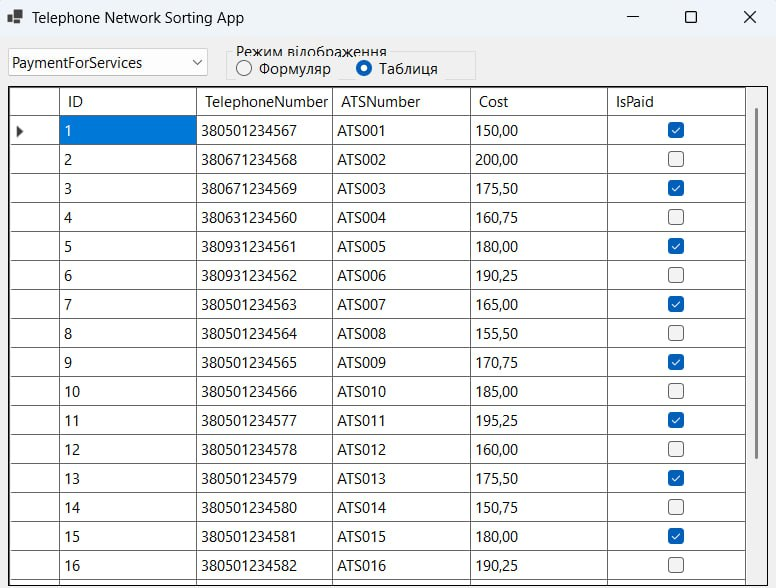 Telephone Network Sorting App
PaymentForServices
Режим відображення
Формуляр Таблиця
ID TelephoneNumber ATSNumber Cost IsPaid
1 380501234567 ATS001 150,00
2 380671234568 ATS002 200,00
3 380671234569 ATS003 175,50
4 380631234560 ATS004 160,75
5 380931234561 ATS005 180,00
6 380931234562 ATS006 190,25
7 380501234563 ATS007 165,00
8 380501234564 ATS008 155,50
9 380501234565 ATS009 170,75
10 380501234566 ATS010 185,00
11 380501234577 ATS011 195,25
12 380501234578 ATS012 160,00
13 380501234579 ATS013 175,50
14 380501234580 ATS014 150,75
15 380501234581 ATS015 180,00
16 380501234582 ATS016 190,25